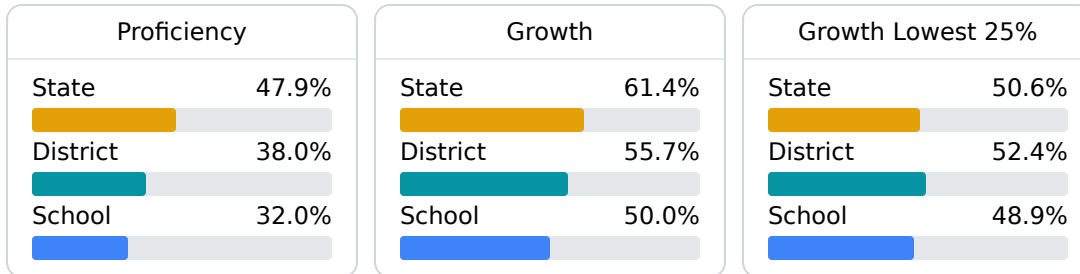 Proficiency
State 47.9%
District 38.0%
School 32.0%
Growth
State 61.4%
District 55.7%
School 50.0%
Growth Lowest 25%
State 50.6%
District 52.4%
School 48.9%